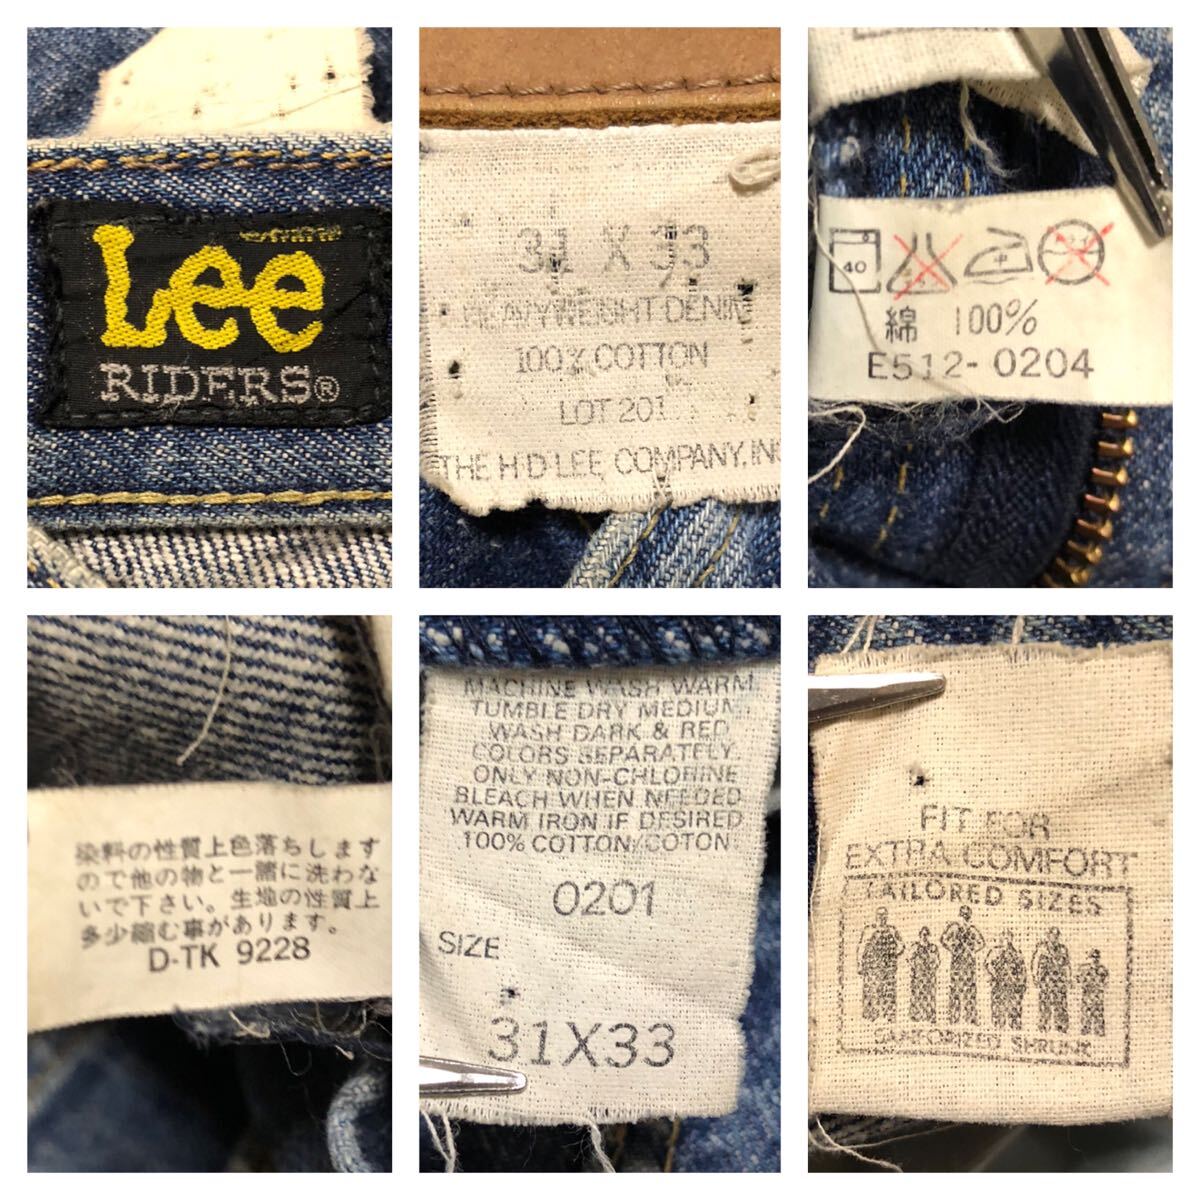 Lee
RIDERS®
31 X 33
HEAVYWEIGHT DENIM
100% COTTON
LOT 201
THE H·D·LEE COMPANY, INC
40
綿 100%
E512-0204
染料の性質上色落ちします
ので他の物と一諸に洗わな
いで下さい。生地の性質上
多少縮む事があります。
D-TK 9228
MACHINE WASH WARM
TUMBLE DRY MEDIUM
WASH DARK & RED
COLORS SEPARATELY
ONLY NON-CHLORINE
BLEACH WHEN NEEDED
WARM IRON IF DESIRED
100% COTTON/COTON
0201
SIZE
31X33
FIT FOR
EXTRA COMFORT
TAILORED SIZES
SANFORIZED SHRUNK